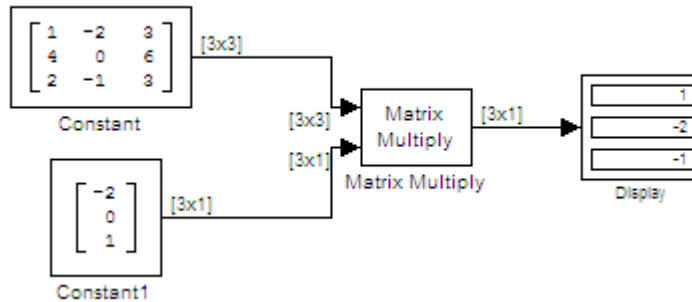 1 -2 3
4 0 6
2 -1 3
[3x3]
Constant
[3x3]
Matrix
Multiply
[3x1]
1
-2
-1
[3x1]
Matrix Multiply
Display
-2
0
1
[3x1]
Constant1